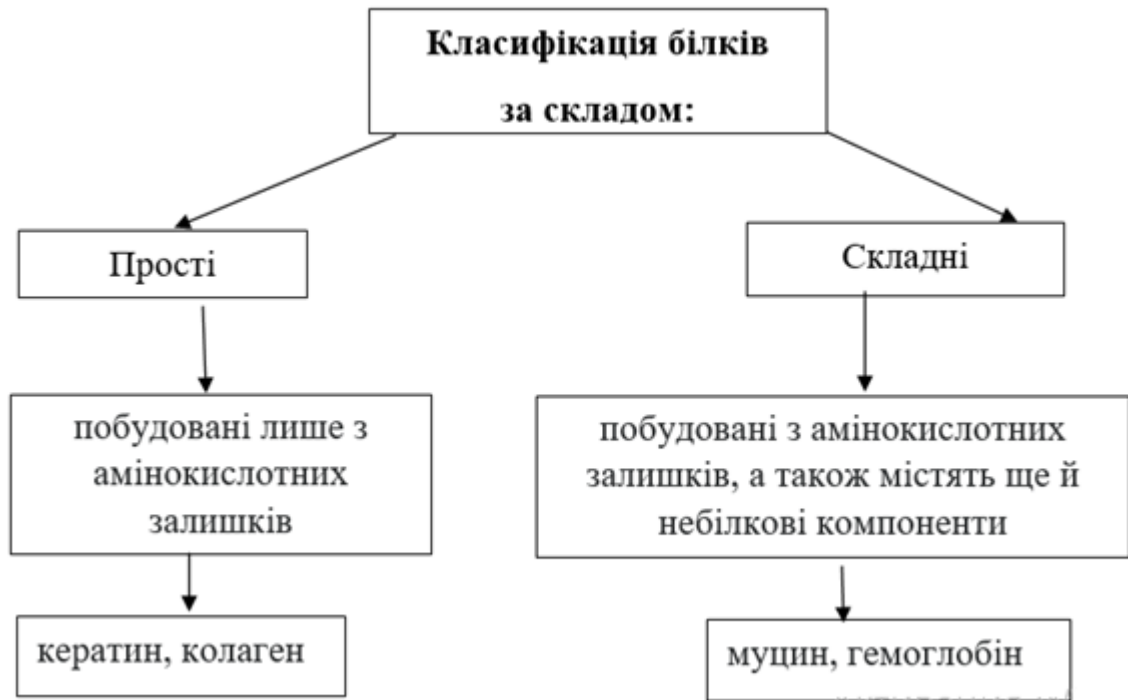 Класифікація білків
за складом:
Прості
Складні
побудовані лише з
амінокислотних
залишків
побудовані з амінокислотних
залишків, а також містять ще й
небілкові компоненти
кератин, колаген
муцин, гемоглобін